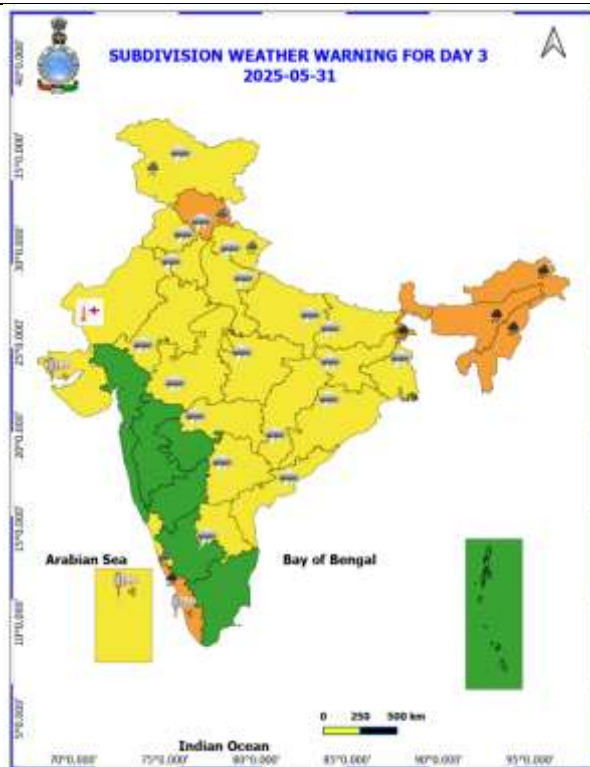 SUBDIVISION WEATHER WARNING FOR DAY 3
2025-05-31
40°0.000'
35°0.000'
30°0.000'
25°0.000'
20°0.000'
15°0.000'
10°0.000'
5°0.000'
Arabian Sea
Bay of Bengal
0 250 500 km
Indian Ocean
70°0.000' 75°0.000' 80°0.000' 85°0.000' 90°0.000' 95°0.000'